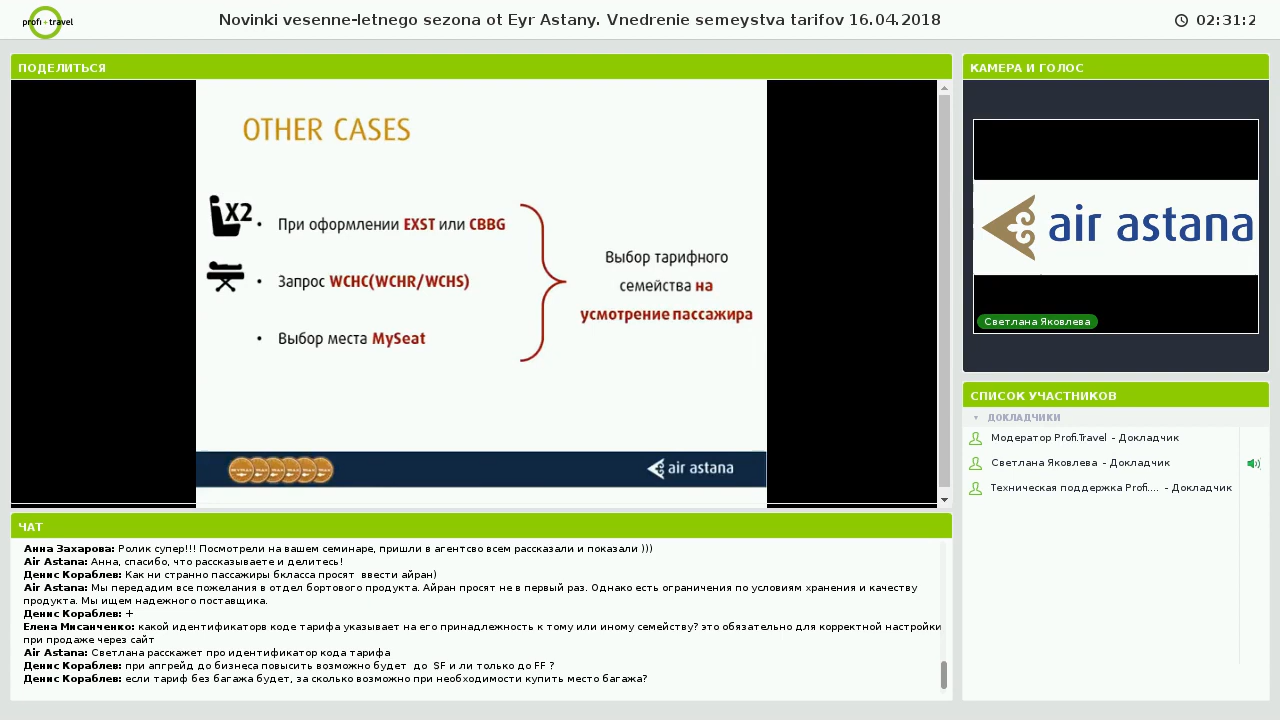 profi+travel
Novinki vesenne-letnego sezona ot Eyr Astany. Vnedrenie semeystva tarifov 16.04.2018
02:31:2
ПОДЕЛИТЬСЯ
OTHER CASES
X2
• При оформлении EXST или CBBG
• Запрос WCHC(WCHR/WCHS)
• Выбор места MySeat
Выбор тарифного
семейства на
усмотрение пассажира
air astana
КАМЕРА И ГОЛОС
air astana
Светлана Яковлева
СПИСОК УЧАСТНИКОВ
ДОКЛАДЧИКИ
Модератор Profi.Travel - Докладчик
Светлана Яковлева - Докладчик
Техническая поддержка Profi.... - Докладчик
ЧАТ
Анна Захарова: Ролик супер!!! Посмотрели на вашем семинаре, пришли в агентсво всем рассказали и показали )))
Air Astana: Анна, спасибо, что рассказываете и делитесь!
Денис Кораблев: Как ни странно пассажиры бкласса просят ввести айран)
Air Astana: Мы передадим все пожелания в отдел бортового продукта. Айран просят не в первый раз. Однако есть ограничения по условиям хранения и качеству
продукта. Мы ищем надежного поставщика.
Денис Кораблев: +
Елена Мисанченко: какой идентификаторв коде тарифа указывает на его принадлежность к тому или иному семейству? это обязательно для корректной настройки
при продаже через сайт
Air Astana: Светлана расскажет про идентификатор кода тарифа
Денис Кораблев: при апгрейд до бизнеса повысить возможно будет до SF и ли только до FF ?
Денис Кораблев: если тариф без багажа будет, за сколько возможно при необходимости купить место багажа?